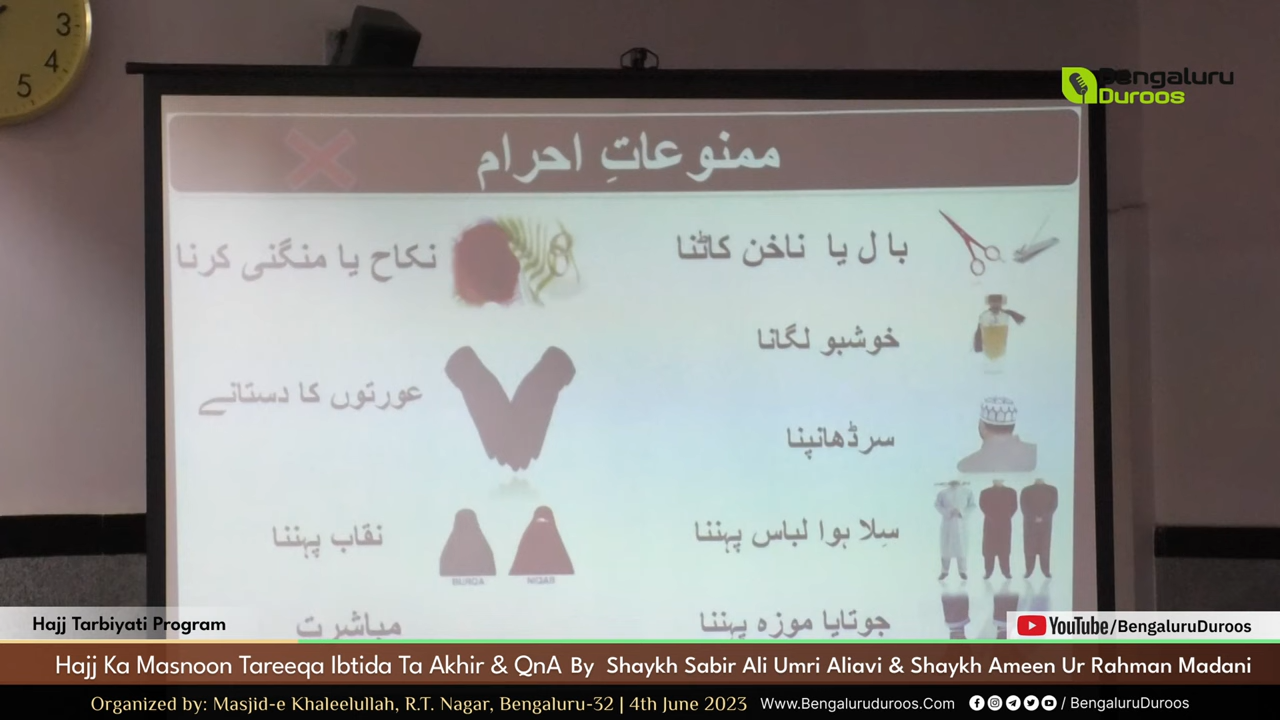 3
4
5
Bengaluru
Duroos
ممنوعاتِ احرام
بال یا ناخن کاٹنا
خوشبو لگانا
سرڈھانپنا
سِلا ہوا لباس پہننا
جوتایا موزہ پہننا
نکاح یا منگنی کرنا
عورتوں کا دستانے
نقاب پہننا
BURQA
NIQAB
مباشرت
Hajj Tarbiyati Program
YouTube/BengaluruDuroos
Hajj Ka Masnoon Tareeqa Ibtida Ta Akhir & QnA By Shaykh Sabir Ali Umri Aliavi & Shaykh Ameen Ur Rahman Madani
Organized by: Masjid-e Khaleelullah, R.T. Nagar, Bengaluru-32 | 4th June 2023 Www.Bengaluruduroos.Com / BengaluruDuroos